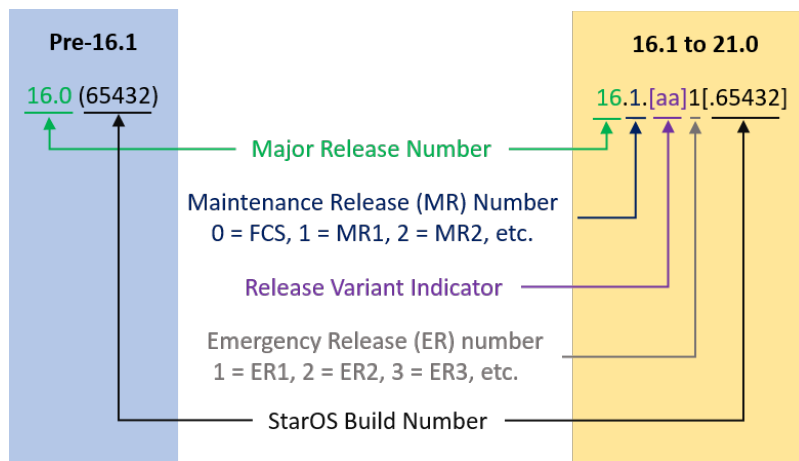 Pre-16.1
16.1 to 21.0
16.0 (65432)
16.1.[aa]1[.65432]
Major Release Number
Maintenance Release (MR) Number
0 = FCS, 1 = MR1, 2 = MR2, etc.
Release Variant Indicator
Emergency Release (ER) number
1 = ER1, 2 = ER2, 3 = ER3, etc.
StarOS Build Number